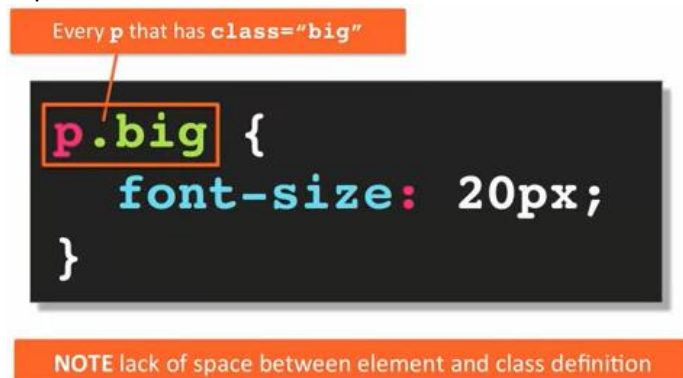 Every p that has class="big"
p.big {
font-size: 20px;
}
NOTE lack of space between element and class definition